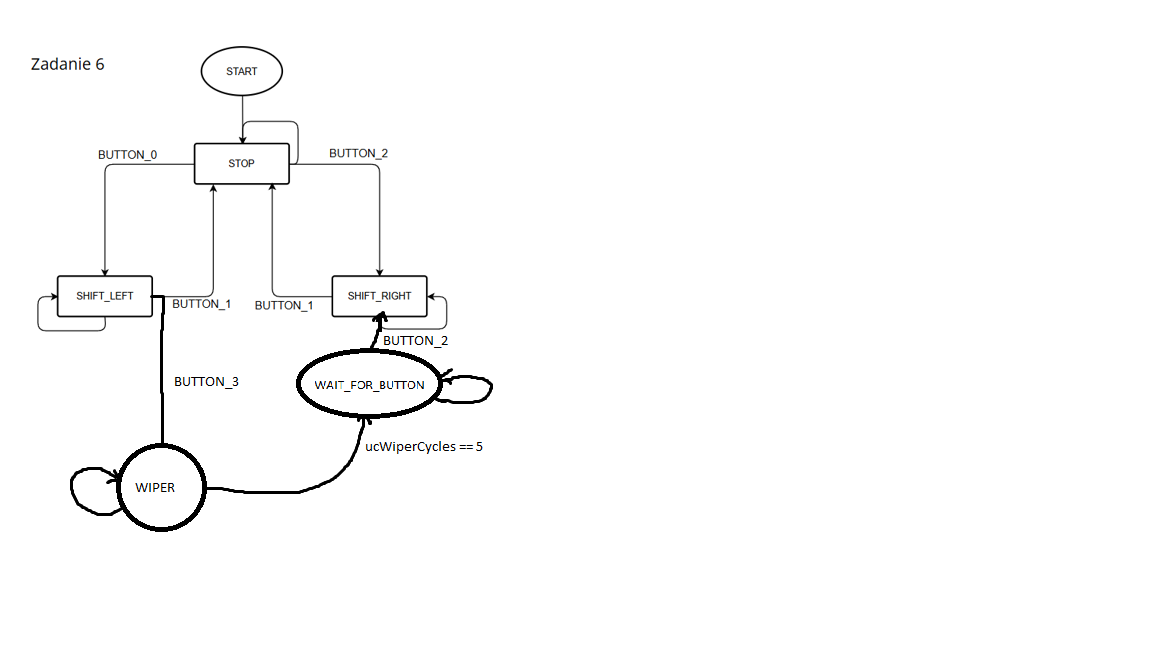 Zadanie 6
START
BUTTON_0
STOP
BUTTON_2
SHIFT_LEFT
BUTTON_1
BUTTON_1
SHIFT_RIGHT
BUTTON_2
BUTTON_3
WAIT_FOR_BUTTON
ucWiperCycles == 5
WIPER